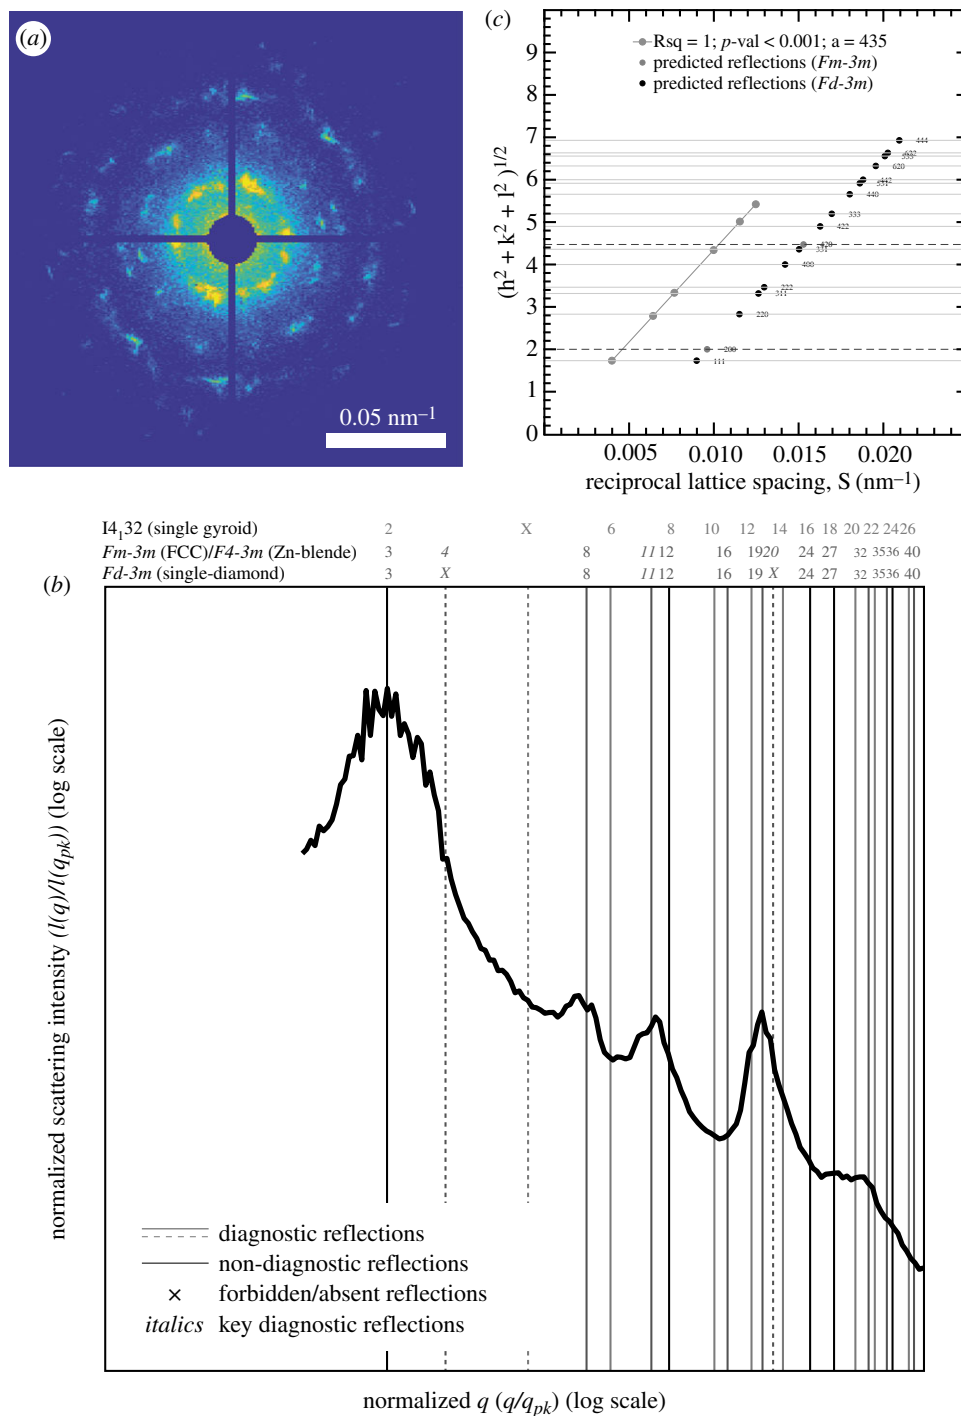 (a)
0.05 nm⁻¹
(c)
Rsq = 1; p-val < 0.001; a = 435
predicted reflections (Fm-3m)
predicted reflections (Fd-3m)
(h² + k² + l²)^1/2
9
8
7
6
5
4
3
2
1
0
444
620
442
440
333
422
331
400
222
311
220
200
111
0.005 0.010 0.015 0.020
reciprocal lattice spacing, S (nm⁻¹)
I4₁32 (single gyroid) 2 X 6 8 10 12 14 16 18 20 22 24 26
Fm-3m (FCC)/F4-3m (Zn-blende) 3 4 8 11 12 16 19 20 24 27 32 35 36 40
Fd-3m (single-diamond) 3 X 8 11 12 16 19 X 24 27 32 35 36 40
(b)
normalized scattering intensity (I(q)/I(q_pk)) (log scale)
diagnostic reflections
non-diagnostic reflections
× forbidden/absent reflections
italics key diagnostic reflections
normalized q (q/q_pk) (log scale)